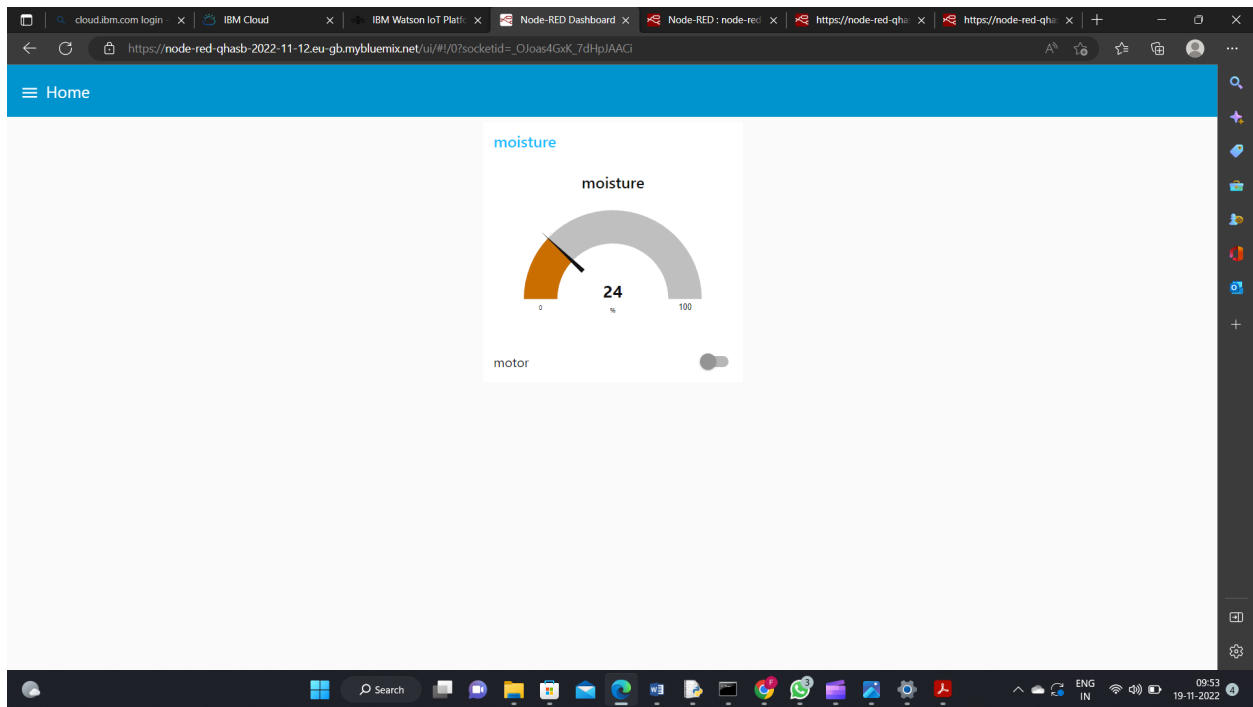 cloud.ibm.com login -
IBM Cloud
IBM Watson IoT Platfo
Node-RED Dashboard
Node-RED : node-red
https://node-red-qha
https://node-red-qha
https://node-red-qhasb-2022-11-12.eu-gb.mybluemix.net/ui/#!/0?socketid=_OJoas4GxK_7dHpJAACi
Home
moisture
moisture
24
%
0
100
motor
Search
F
3
ENG
IN
09:53
19-11-2022
4